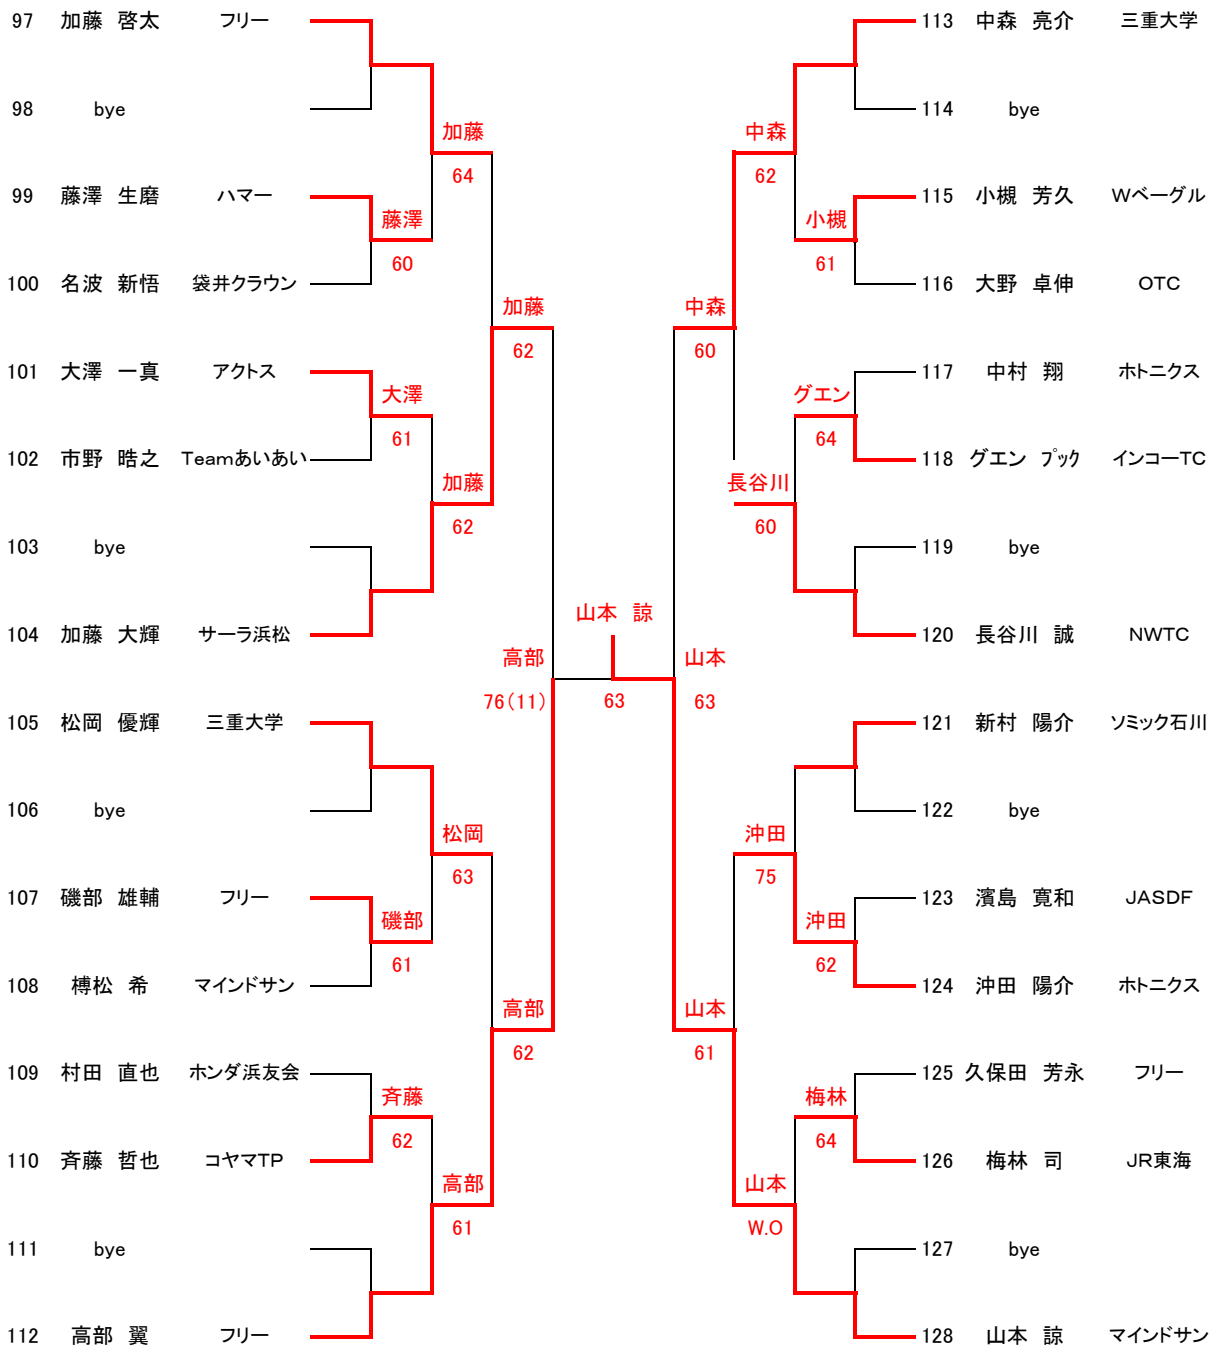 97 加藤 啓太 フリー
98 bye
加藤
64
99 藤澤 生磨 ハマー
藤澤
60
100 名波 新悟 袋井クラウン
加藤
62
101 大澤 一真 アクトス
大澤
61
102 市野 晧之 Teamあいあい
加藤
62
103 bye
104 加藤 大輝 サーラ浜松
高部
76(11)
105 松岡 優輝 三重大学
106 bye
松岡
63
107 磯部 雄輔 フリー
磯部
61
108 榑松 希 マインドサン
高部
62
109 村田 直也 ホンダ浜友会
斉藤
62
110 斉藤 哲也 コヤマTP
高部
61
111 bye
112 高部 翼 フリー
山本 諒
63
113 中森 亮介 三重大学
114 bye
中森
62
115 小槻 芳久 Wベーグル
小槻
61
116 大野 卓伸 OTC
中森
60
117 中村 翔 ホトニクス
グエン
64
118 グエン プック インコーTC
長谷川
60
119 bye
120 長谷川 誠 NWTC
山本
63
121 新村 陽介 ソミック石川
122 bye
沖田
75
123 濱島 寛和 JASDF
沖田
62
124 沖田 陽介 ホトニクス
山本
61
125 久保田 芳永 フリー
梅林
64
126 梅林 司 JR東海
山本
W.O
127 bye
128 山本 諒 マインドサン